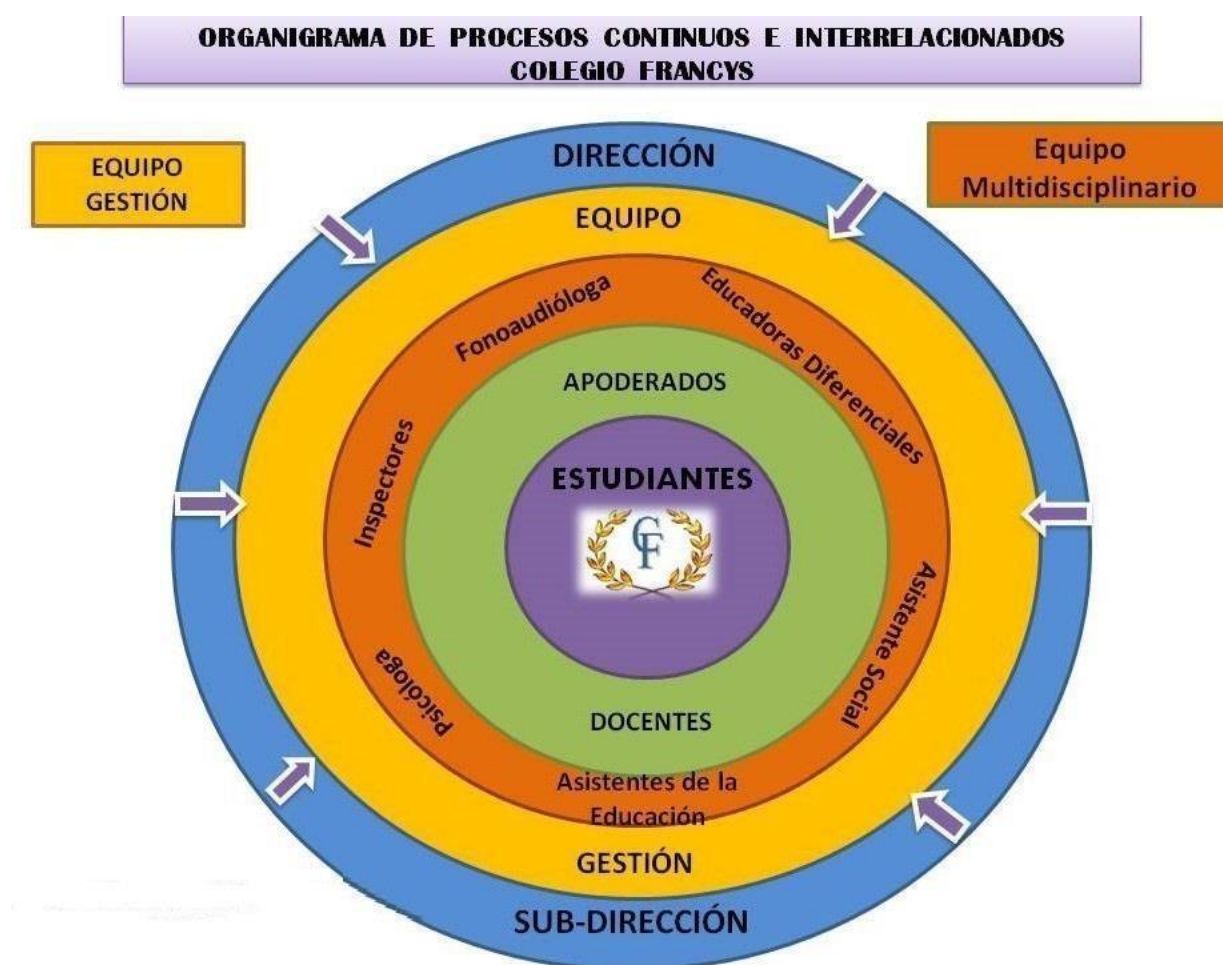 ORGANIGRAMA DE PROCESOS CONTINUOS E INTERRELACIONADOS
COLEGIO FRANCYS
EQUIPO
GESTIÓN
Equipo
Multidisciplinario
DIRECCIÓN
EQUIPO
Fonoaudióloga
Educadoras Diferenciales
APODERADOS
Inspectores
ESTUDIANTES
CF
Asistente Social
Psicóloga
DOCENTES
Asistentes de la
Educación
GESTIÓN
SUB-DIRECCIÓN